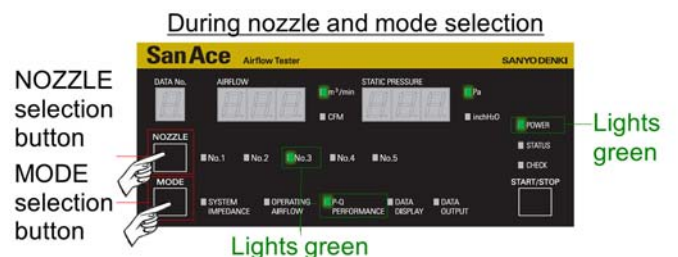 During nozzle and mode selection
San Ace Airflow Tester SANYO DENKI
DATA No. AIRFLOW STATIC PRESSURE
m³/min Pa
CFM inchH₂O
POWER
STATUS
CHECK
NOZZLE
No.1 No.2 No.3 No.4 No.5
MODE
SYSTEM IMPEDANCE
OPERATING AIRFLOW
P-Q PERFORMANCE
DATA DISPLAY
DATA OUTPUT
START/STOP
NOZZLE
selection
button
MODE
selection
button
Lights
green
Lights green